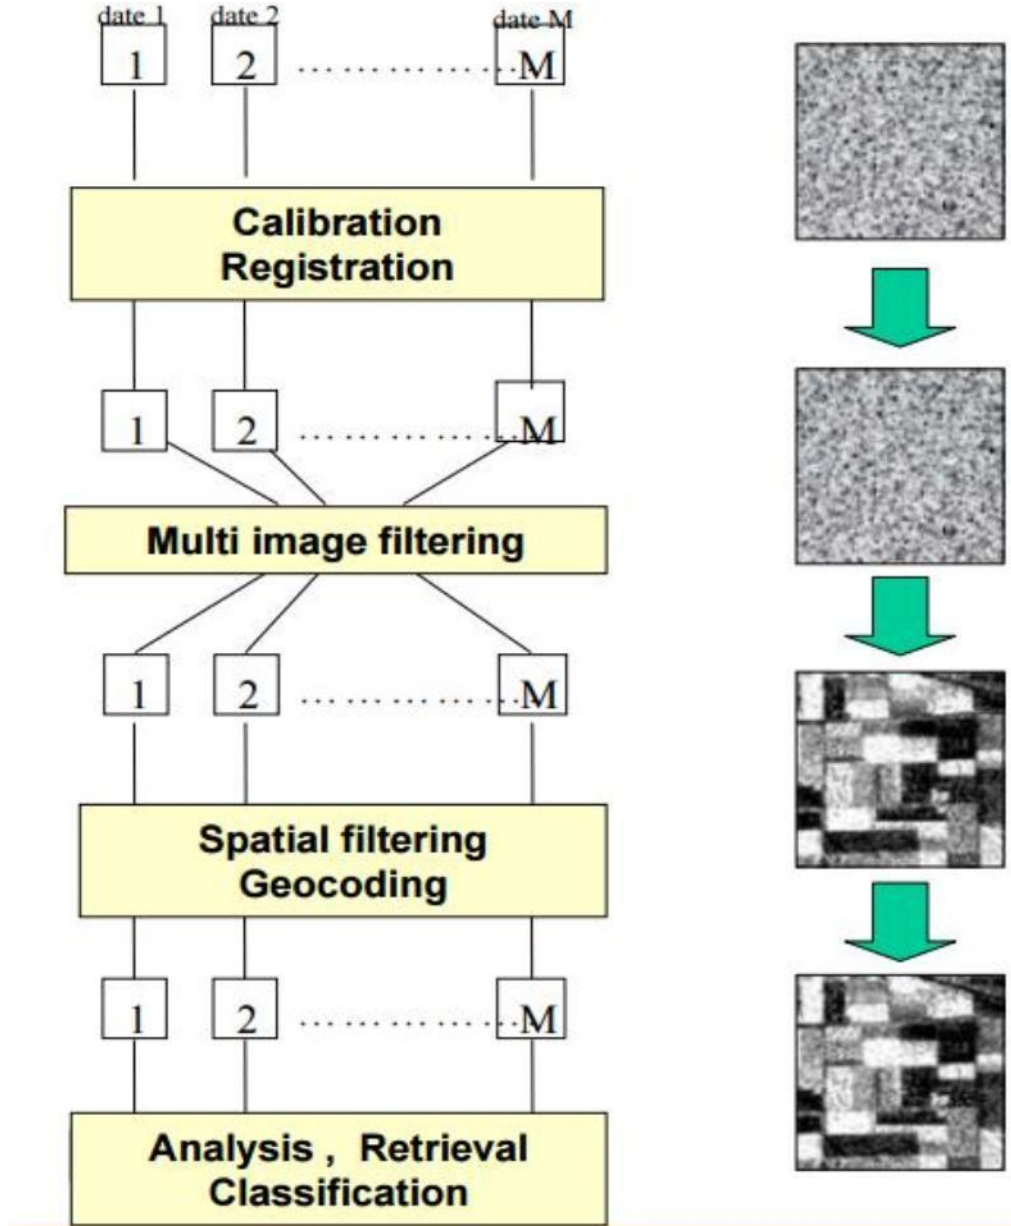 date 1 date 2 date M
1 2 ..................M
Calibration
Registration
1 2 ..................M
Multi image filtering
1 2 ..................M
Spatial filtering
Geocoding
1 2 ..................M
Analysis , Retrieval
Classification